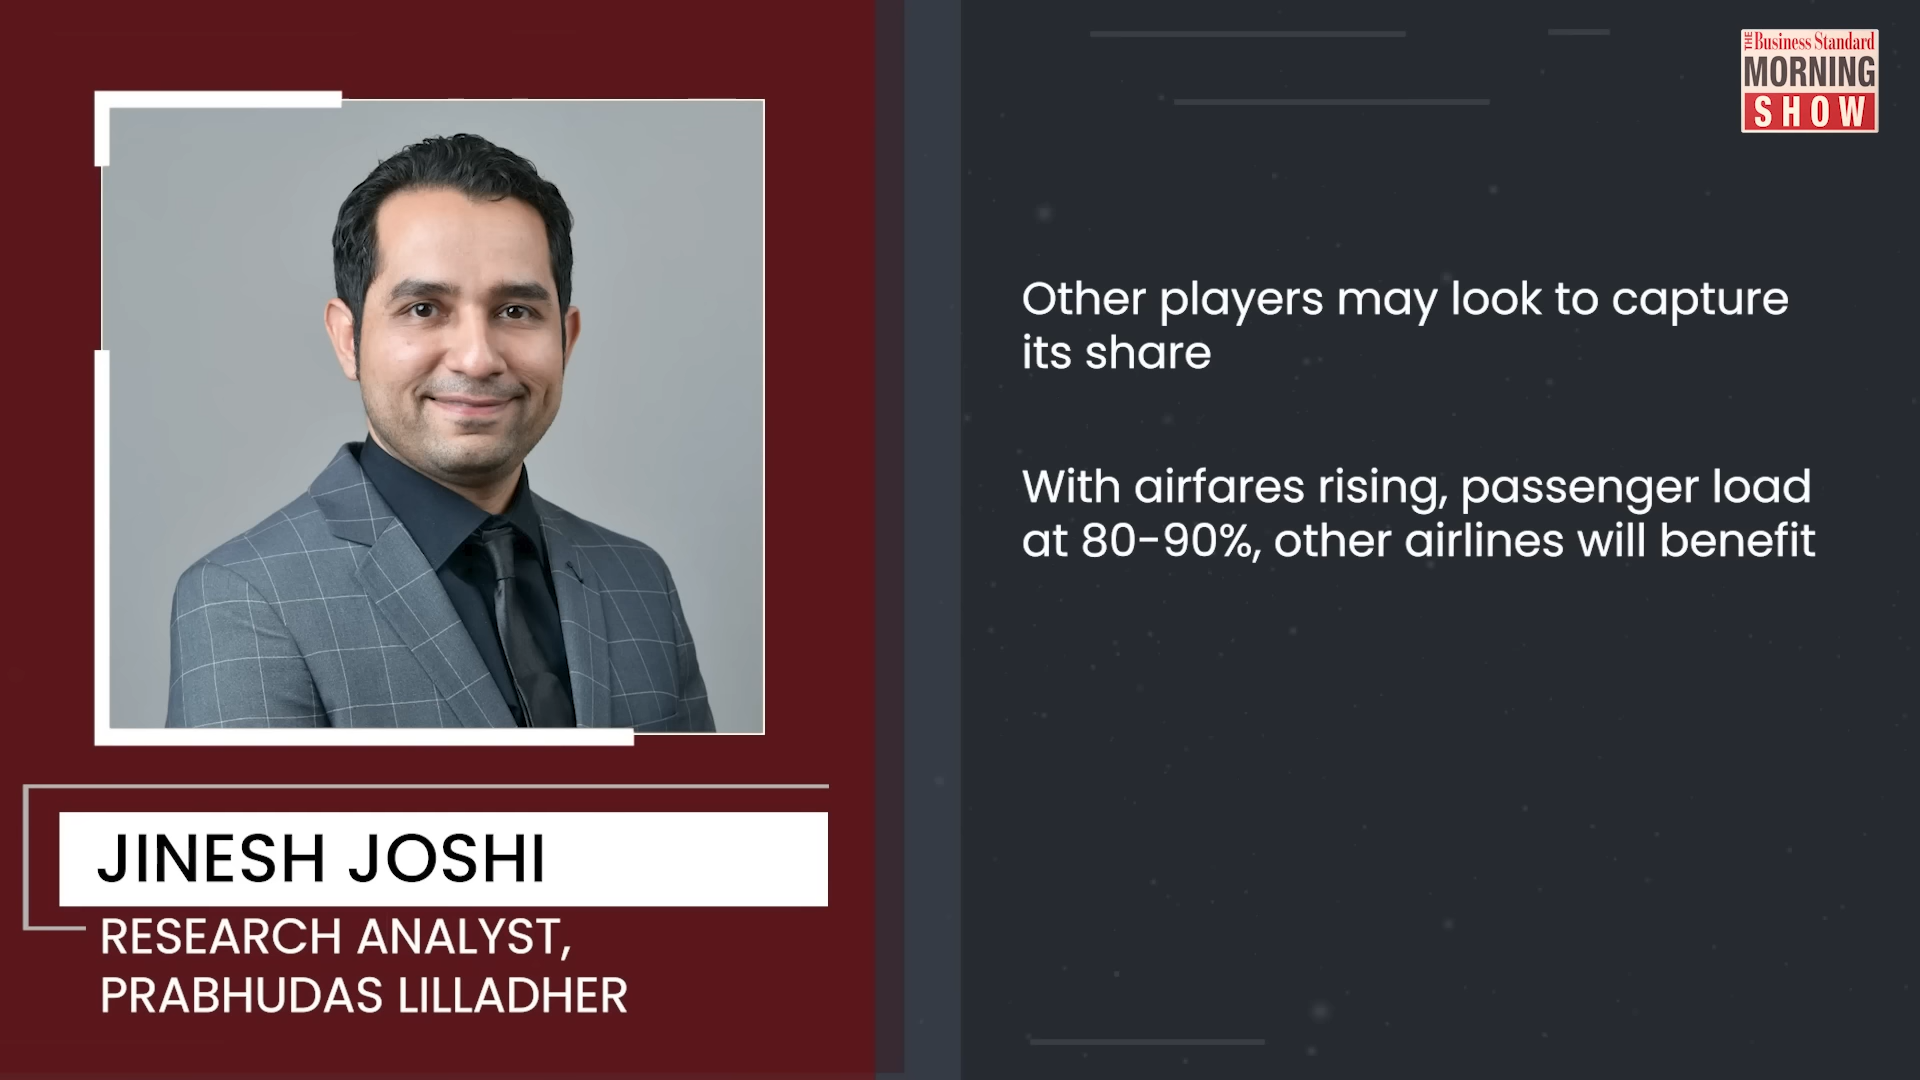 THE
Business Standard
MORNING
SHOW
Other players may look to capture
its share
With airfares rising, passenger load
at 80-90%, other airlines will benefit
JINESH JOSHI
RESEARCH ANALYST,
PRABHUDAS LILLADHER